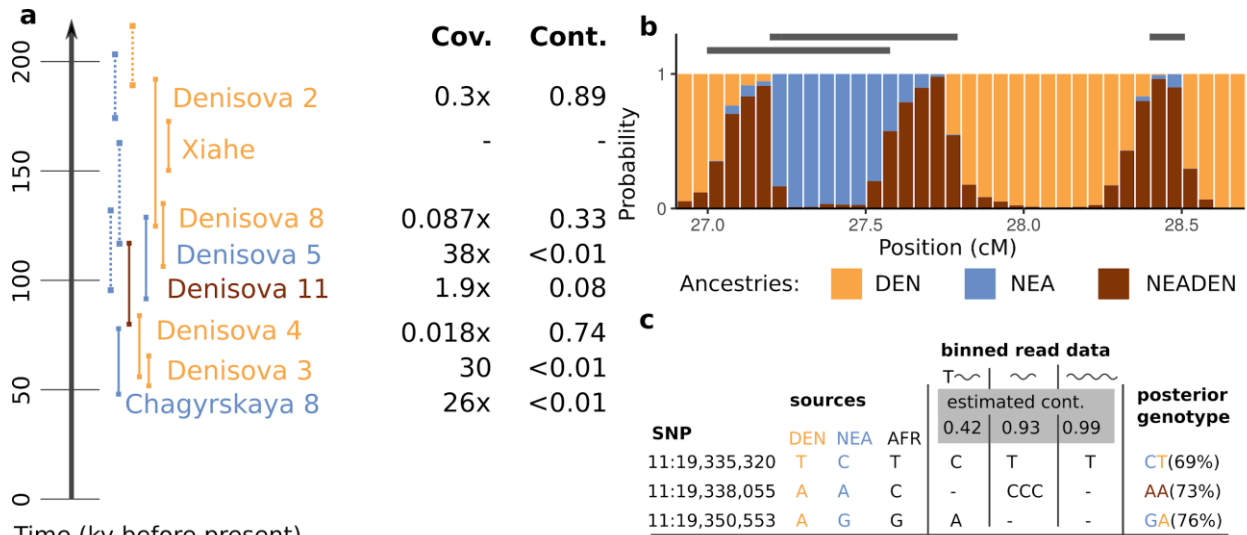 a
Cov. Cont.
200
Denisova 2 0.3x 0.89
Xiahe - -
150
Denisova 8 0.087x 0.33
Denisova 5 38x <0.01
100
Denisova 11 1.9x 0.08
Denisova 4 0.018x 0.74
Denisova 3 30 <0.01
50
Chagyrskaya 8 26x <0.01
0
Time (ky before present)
b
1
Probability
0
27.0 27.5 28.0 28.5
Position (cM)
Ancestries: DEN NEA NEADEN
c
binned read data
T
sources
estimated cont.
posterior
genotype
SNP DEN NEA AFR 0.42 0.93 0.99
11:19,335,320 T C T C T T CT(69%)
11:19,338,055 A A C - CCC - AA(73%)
11:19,350,553 A G G A - - GA(76%)